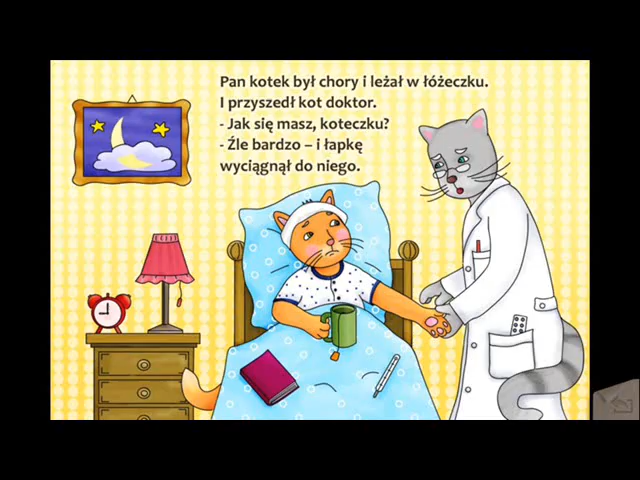 Pan kotek był chory i leżał w łóżeczku.
I przyszedł kot doktor.
- Jak się masz, koteczku?
- Źle bardzo – i łapkę
wyciągnął do niego.